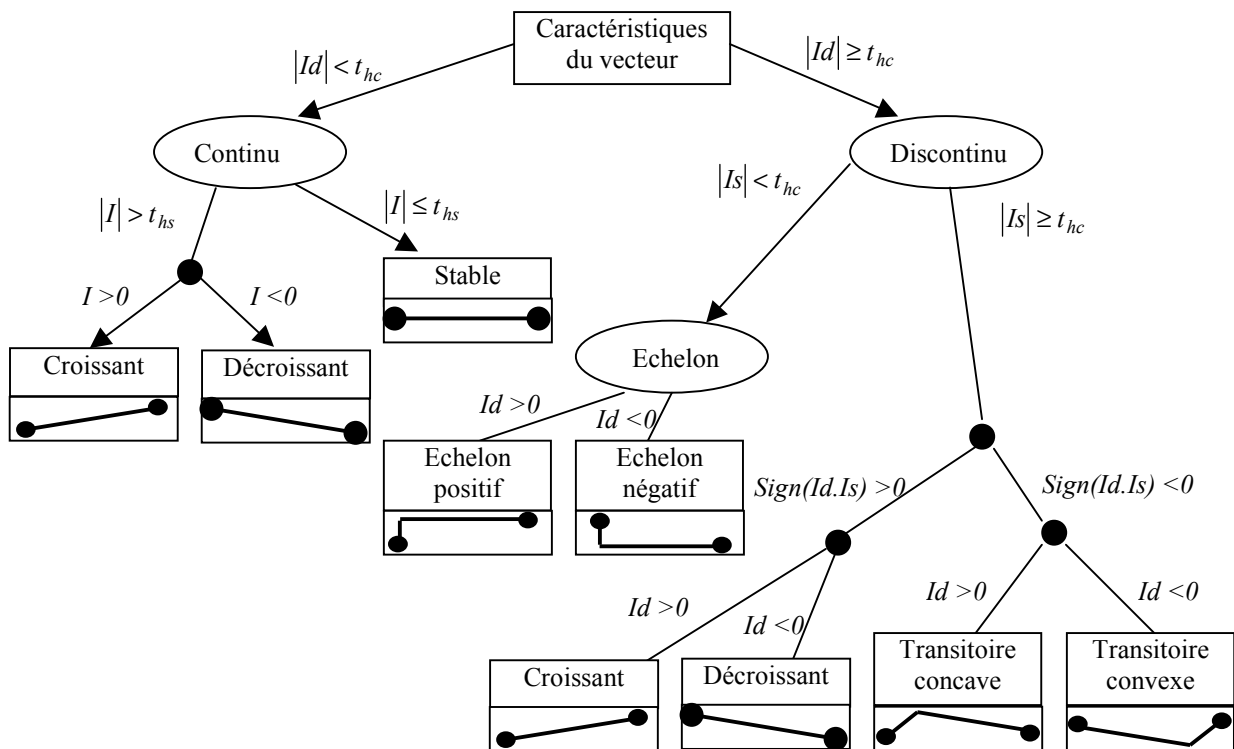 Caractéristiques
du vecteur
|Id| < t_hc
|Id| ≥ t_hc
Continu
Discontinu
|Is| < t_hc
|I| > t_hs
|I| ≤ t_hs
|Is| ≥ t_hc
Stable
I >0
I <0
Croissant
Décroissant
Echelon
Id >0
Id <0
Echelon
positif
Echelon
négatif
Sign(Id.Is) >0
Sign(Id.Is) <0
Id >0
Id <0
Id >0
Id <0
Croissant
Décroissant
Transitoire
concave
Transitoire
convexe